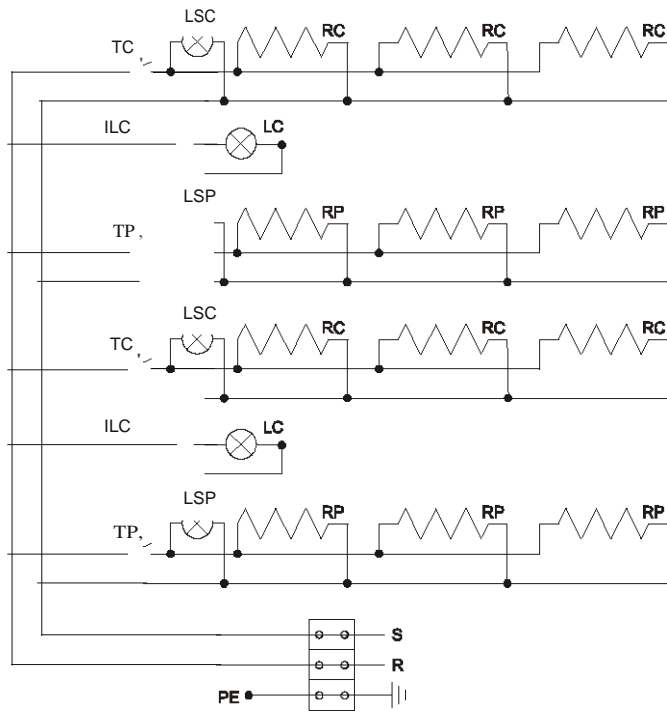 LSC
TC RC RC RC
ILC LC
LSP
TP, RP RP RP
LSC
TC RC RC RC
ILC LC
LSP
TP, RP RP RP
S
R
PE